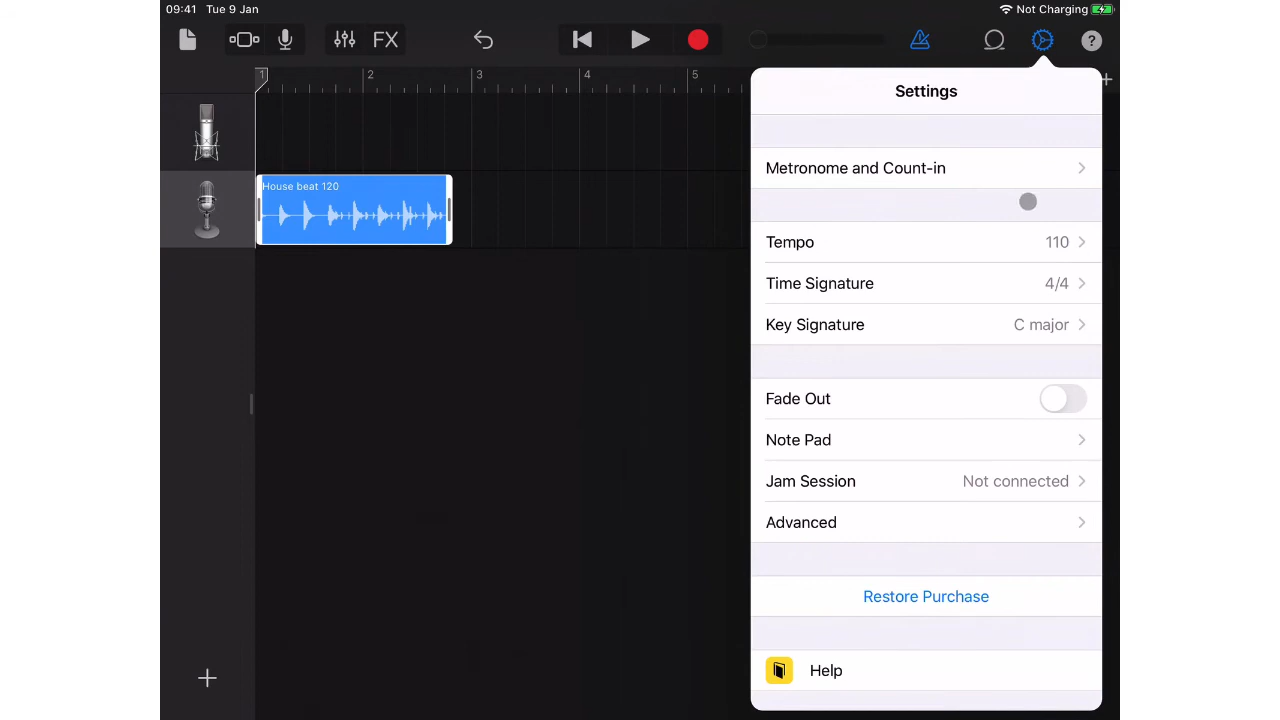 09:41 Tue 9 Jan
Not Charging
FX
?
1 2 3 4 5
Settings
Metronome and Count-in
House beat 120
Tempo 110
Time Signature 4/4
Key Signature C major
Fade Out
Note Pad
Jam Session Not connected
Advanced
Restore Purchase
Help